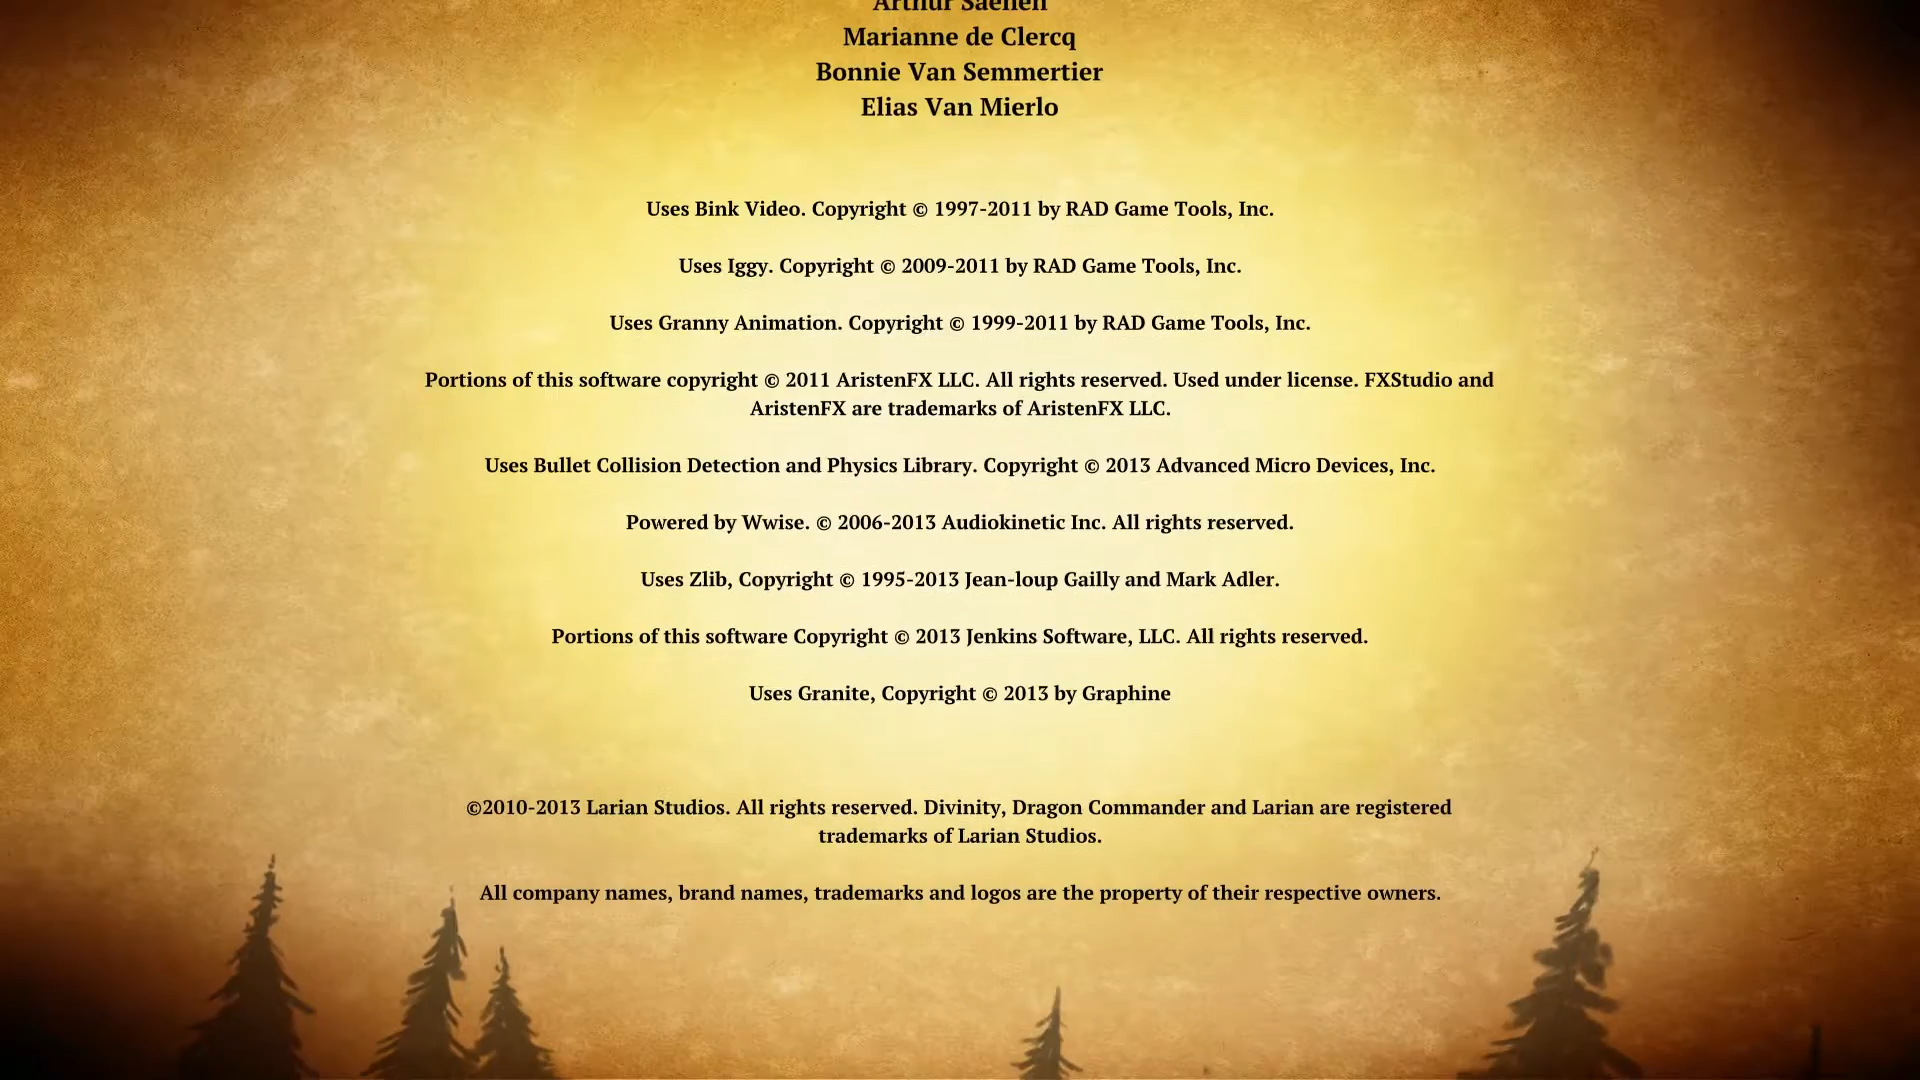 Arthur Saenen
Marianne de Clercq
Bonnie Van Semmertier
Elias Van Mierlo
Uses Bink Video. Copyright © 1997-2011 by RAD Game Tools, Inc.
Uses Iggy. Copyright © 2009-2011 by RAD Game Tools, Inc.
Uses Granny Animation. Copyright © 1999-2011 by RAD Game Tools, Inc.
Portions of this software copyright © 2011 AristenFX LLC. All rights reserved. Used under license. FXStudio and
AristenFX are trademarks of AristenFX LLC.
Uses Bullet Collision Detection and Physics Library. Copyright © 2013 Advanced Micro Devices, Inc.
Powered by Wwise. © 2006-2013 Audiokinetic Inc. All rights reserved.
Uses Zlib, Copyright © 1995-2013 Jean-loup Gailly and Mark Adler.
Portions of this software Copyright © 2013 Jenkins Software, LLC. All rights reserved.
Uses Granite, Copyright © 2013 by Graphine
©2010-2013 Larian Studios. All rights reserved. Divinity, Dragon Commander and Larian are registered
trademarks of Larian Studios.
All company names, brand names, trademarks and logos are the property of their respective owners.